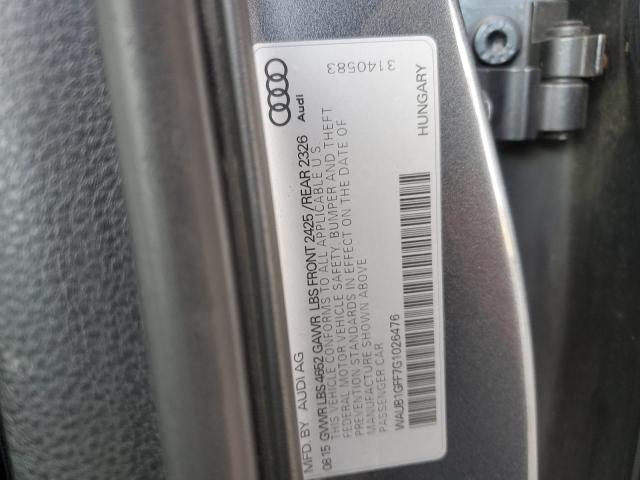 MFD. BY AUDI AG
0815 GVWR LBS 4652 GAWR LBS FRONT 2425 / REAR 2326
THIS VEHICLE CONFORMS TO ALL APPLICABLE U.S.
FEDERAL MOTOR VEHICLE SAFETY, BUMPER AND THEFT
PREVENTION STANDARDS IN EFFECT ON THE DATE OF
MANUFACTURE SHOWN ABOVE
PASSENGER CAR
WAUB1GFF7G1026476
HUNGARY
Audi
3140583